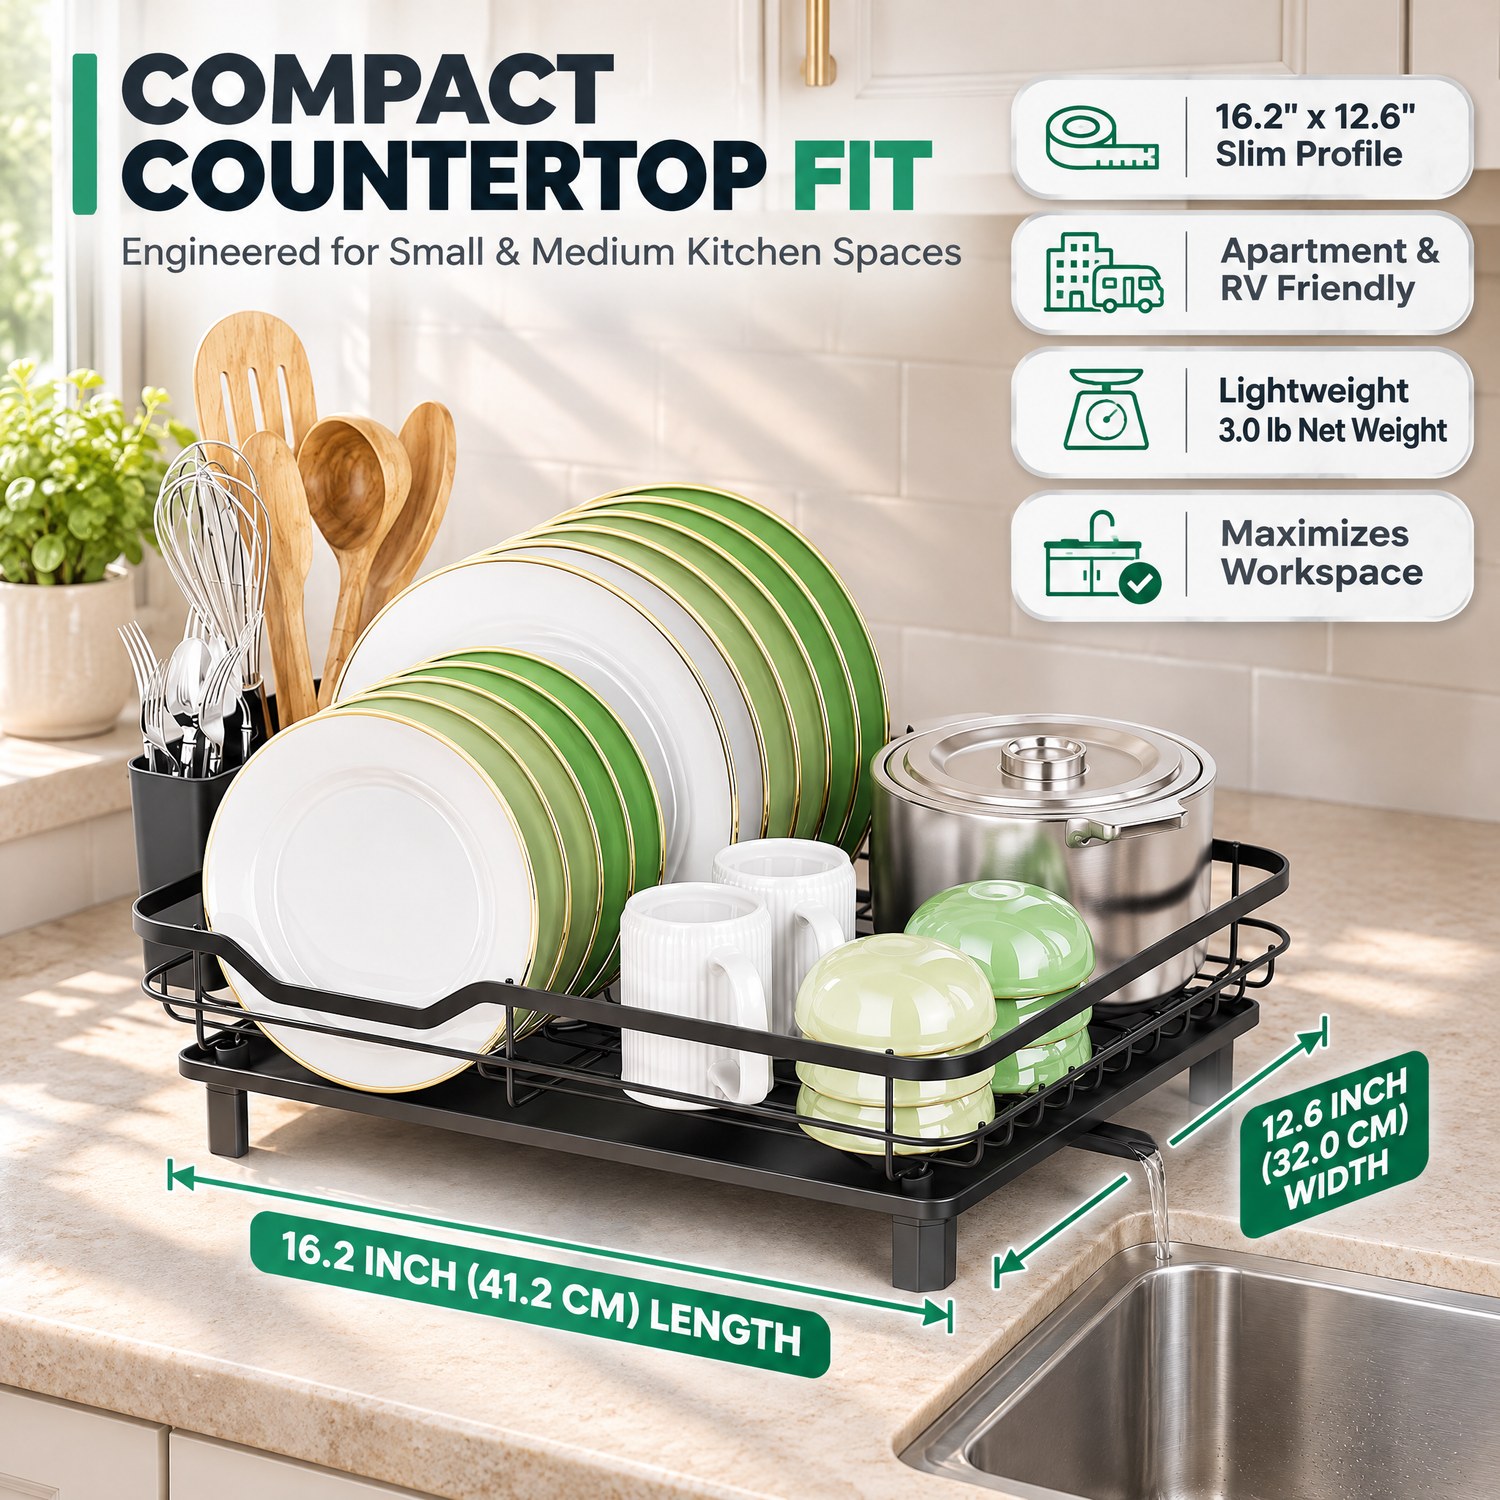 COMPACT
COUNTERTOP FIT
Engineered for Small & Medium Kitchen Spaces
16.2" x 12.6"
Slim Profile
Apartment &
RV Friendly
Lightweight
3.0 lb Net Weight
Maximizes
Workspace
12.6 INCH
(32.0 CM)
WIDTH
16.2 INCH (41.2 CM) LENGTH